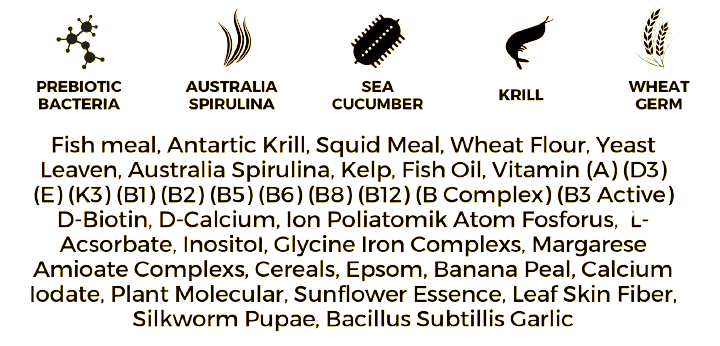 PREBIOTIC
BACTERIA
AUSTRALIA
SPIRULINA
SEA
CUCUMBER
KRILL
WHEAT
GERM
Fish meal, Antartic Krill, Squid Meal, Wheat Flour, Yeast
Leaven, Australia Spirulina, Kelp, Fish Oil, Vitamin (A) (D3)
(E) (K3) (B1) (B2) (B5) (B6) (B8) (B12) (B Complex) (B3 Active)
D-Biotin, D-Calcium, Ion Poliatomik Atom Fosforus, L-
Acsorbate, Inositol, Glycine Iron Complexs, Margarese
Amioate Complexs, Cereals, Epsom, Banana Peal, Calcium
Iodate, Plant Molecular, Sunflower Essence, Leaf Skin Fiber,
Silkworm Pupae, Bacillus Subtillis Garlic